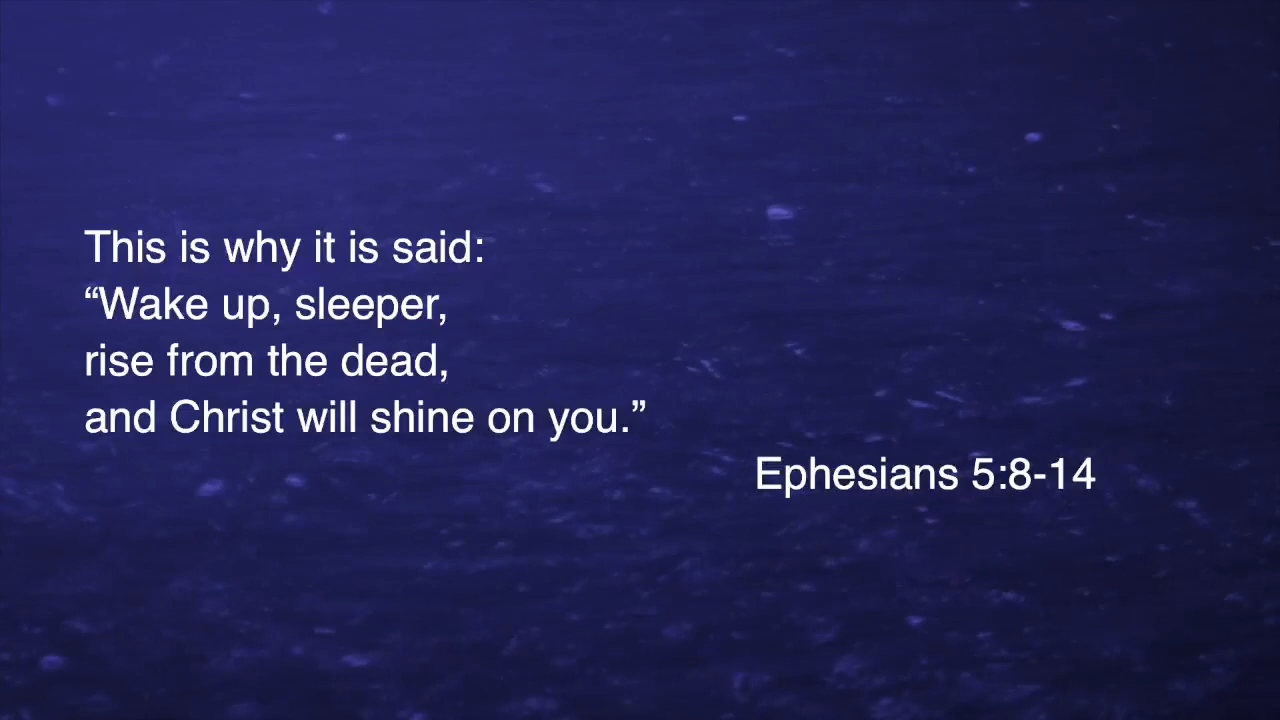 This is why it is said:
“Wake up, sleeper,
rise from the dead,
and Christ will shine on you.”
Ephesians 5:8-14